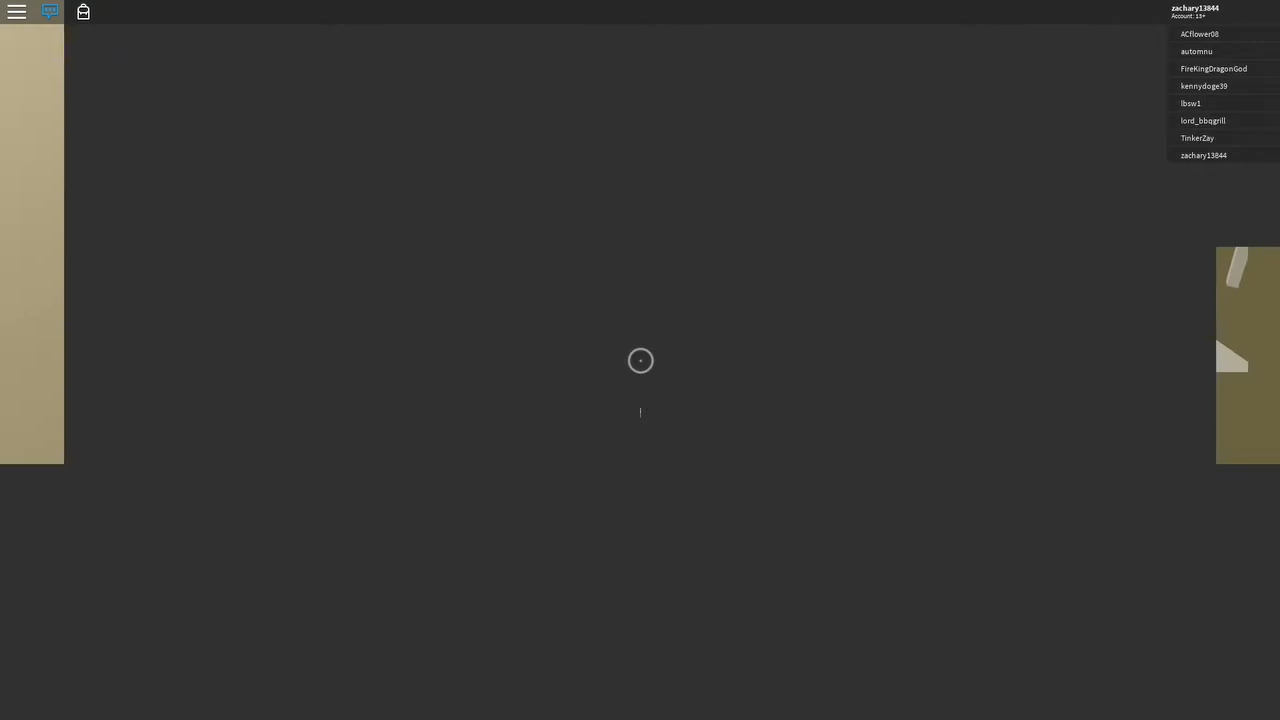 zachary13844
Account: 13+
ACflower08
automnu
FireKingDragonGod
kennydoge39
lbsw1
lord_bbqgrill
TinkerZay
zachary13844